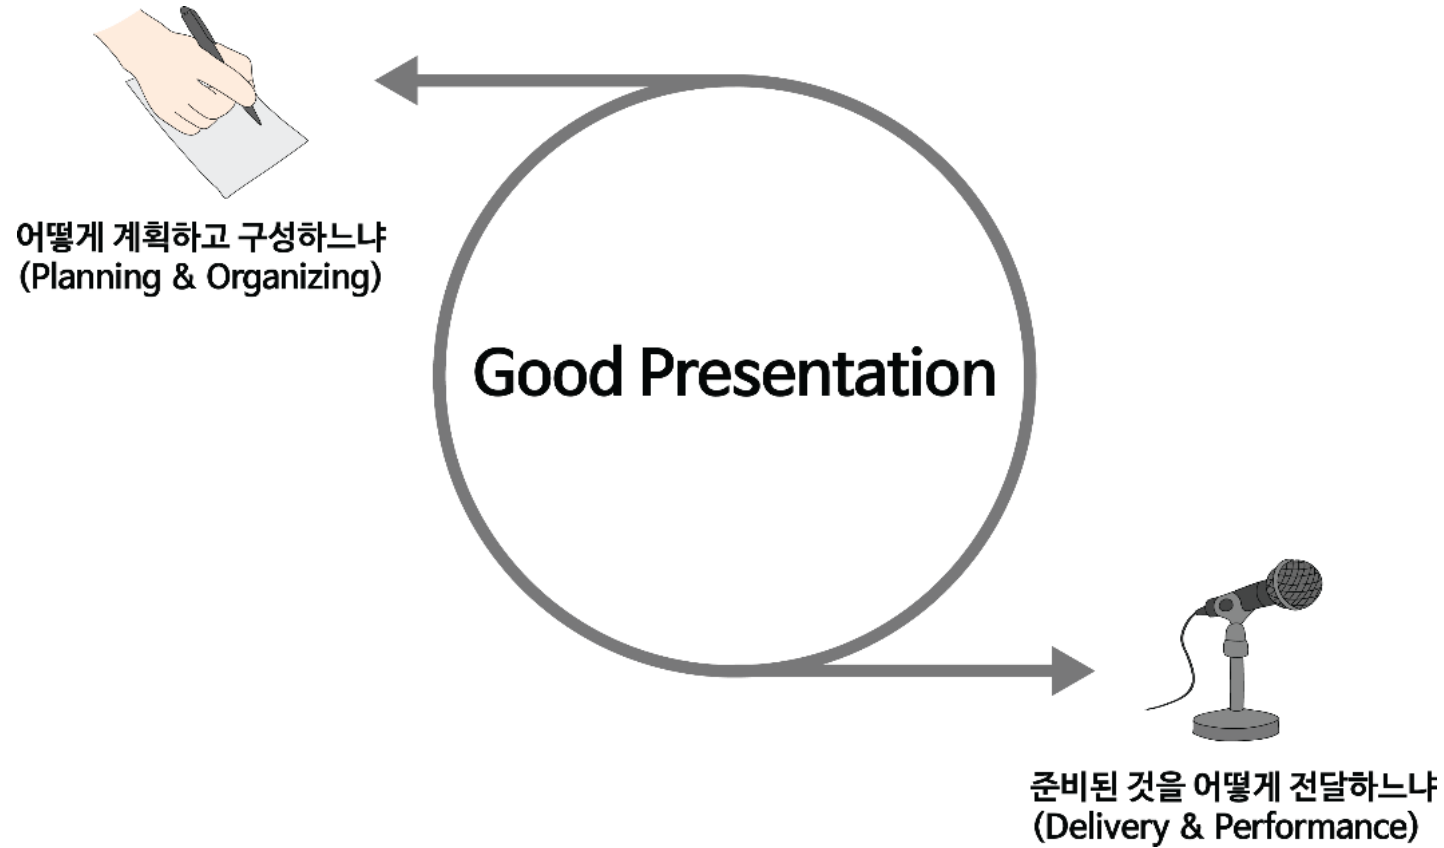 어떻게 계획하고 구성하느냐
(Planning & Organizing)
Good Presentation
준비된 것을 어떻게 전달하느냐
(Delivery & Performance)